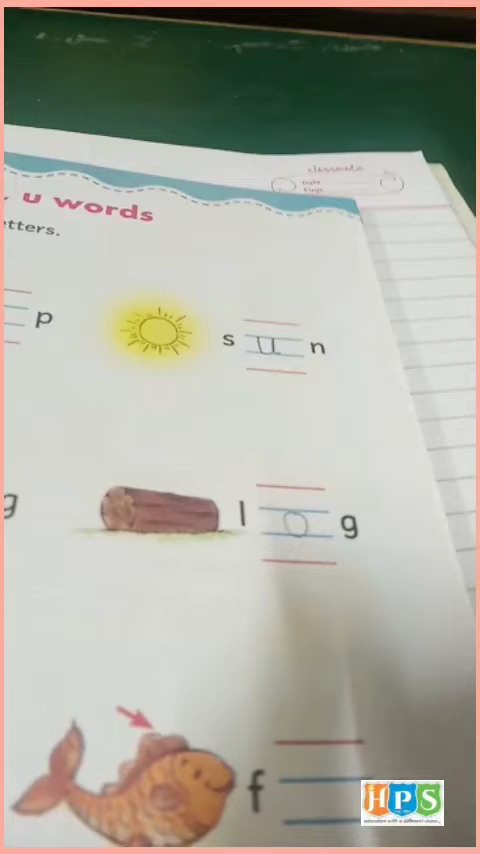 classmate
Date
Page
u words
etters.
p
s u n
g
l o g
f
HPS